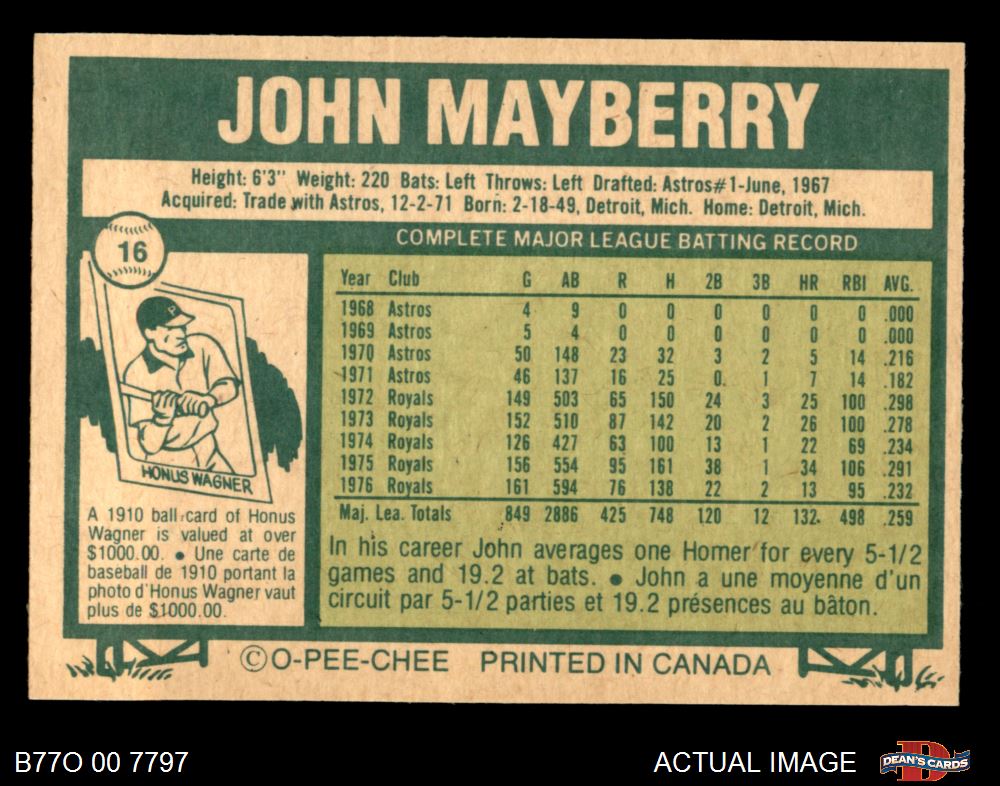 JOHN MAYBERRY
Height: 6'3" Weight: 220 Bats: Left Throws: Left Drafted: Astros#1-June, 1967
Acquired: Trade with Astros, 12-2-71 Born: 2-18-49, Detroit, Mich. Home: Detroit, Mich.
16
COMPLETE MAJOR LEAGUE BATTING RECORD
Year Club G AB R H 2B 3B HR RBI AVG.
1968 Astros 4 9 0 0 0 0 0 0 .000
1969 Astros 5 4 0 0 0 0 0 0 .000
1970 Astros 50 148 23 32 3 2 5 14 .216
1971 Astros 46 137 16 25 0 1 7 14 .182
1972 Royals 149 503 65 150 24 3 25 100 .298
1973 Royals 152 510 87 142 20 2 26 100 .278
1974 Royals 126 427 63 100 13 1 22 69 .234
1975 Royals 156 554 95 161 38 1 34 106 .291
1976 Royals 161 594 76 138 22 2 13 95 .232
Maj. Lea. Totals 849 2886 425 748 120 12 132 498 .259
In his career John averages one Homer for every 5-1/2
games and 19.2 at bats. ● John a une moyenne d'un
circuit par 5-1/2 parties et 19.2 présences au bâton.
P
HONUS WAGNER
A 1910 ball card of Honus
Wagner is valued at over
$1000.00. ● Une carte de
baseball de 1910 portant la
photo d'Honus Wagner vaut
plus de $1000.00.
©O-PEE-CHEE PRINTED IN CANADA
B77O 00 7797
ACTUAL IMAGE
D
DEAN'S CARDS